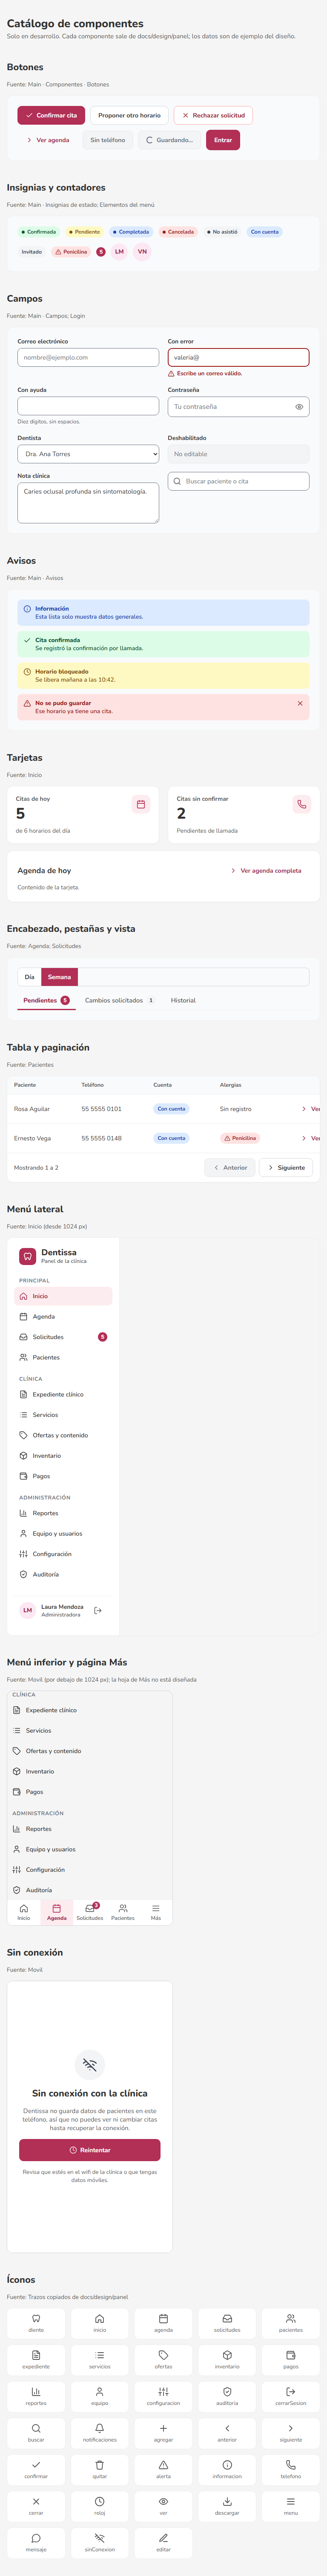 Catálogo de componentes
Solo en desarrollo. Cada componente sale de docs/design/panel; los datos son de ejemplo del diseño.
Botones
Fuente: Main · Componentes · Botones
Confirmar cita
Proponer otro horario
Rechazar solicitud
Ver agenda
Sin teléfono
Guardando...
Entrar
Insignias y contadores
Fuente: Main · Insignias de estado; Elementos del menú
Confirmada
Pendiente
Completada
Cancelada
No asistió
Con cuenta
Invitado
Penicilina
5
LM
VN
Campos
Fuente: Main · Campos; Login
Correo electrónico
nombre@ejemplo.com
Con error
valeria@
Escribe un correo válido.
Con ayuda
Diez dígitos, sin espacios.
Contraseña
Tu contraseña
Dentista
Dra. Ana Torres
Deshabilitado
No editable
Nota clínica
Caries oclusal profunda sin sintomatología.
Buscar paciente o cita
Avisos
Fuente: Main · Avisos
Información
Esta lista solo muestra datos generales.
Cita confirmada
Se registró la confirmación por llamada.
Horario bloqueado
Se libera mañana a las 10:42.
No se pudo guardar
Ese horario ya tiene una cita.
Tarjetas
Fuente: Inicio
Citas de hoy
5
de 6 horarios del día
Citas sin confirmar
2
Pendientes de llamada
Agenda de hoy
Ver agenda completa
Contenido de la tarjeta.
Encabezado, pestañas y vista
Fuente: Agenda; Solicitudes
Día
Semana
Pendientes 5
Cambios solicitados 1
Historial
Tabla y paginación
Fuente: Pacientes
Paciente Teléfono Cuenta Alergias
Rosa Aguilar 55 5555 0101 Con cuenta Sin registro Ver
Ernesto Vega 55 5555 0148 Con cuenta Penicilina Ver
Mostrando 1 a 2
Anterior
Siguiente
Menú lateral
Fuente: Inicio (desde 1024 px)
Dentissa
Panel de la clínica
PRINCIPAL
Inicio
Agenda
Solicitudes 5
Pacientes
CLÍNICA
Expediente clínico
Servicios
Ofertas y contenido
Inventario
Pagos
ADMINISTRACIÓN
Reportes
Equipo y usuarios
Configuración
Auditoría
LM
Laura Mendoza
Administradora
Menú inferior y página Más
Fuente: Movil (por debajo de 1024 px); la hoja de Más no está diseñada
CLÍNICA
Expediente clínico
Servicios
Ofertas y contenido
Inventario
Pagos
ADMINISTRACIÓN
Reportes
Equipo y usuarios
Configuración
Auditoría
Inicio
Agenda
Solicitudes
Pacientes
Más
Sin conexión
Fuente: Movil
Sin conexión con la clínica
Dentissa no guarda datos de pacientes en este
teléfono, así que no puedes ver ni cambiar citas
hasta recuperar la conexión.
Reintentar
Revisa que estés en el wifi de la clínica o que tengas
datos móviles.
Íconos
Fuente: Trazos copiados de docs/design/panel
diente inicio agenda solicitudes pacientes
expediente servicios ofertas inventario pagos
reportes equipo configuracion auditoria cerrarSesion
buscar notificaciones agregar anterior siguiente
confirmar quitar alerta informacion telefono
cerrar reloj ver descargar menu
mensaje sinConexion editar